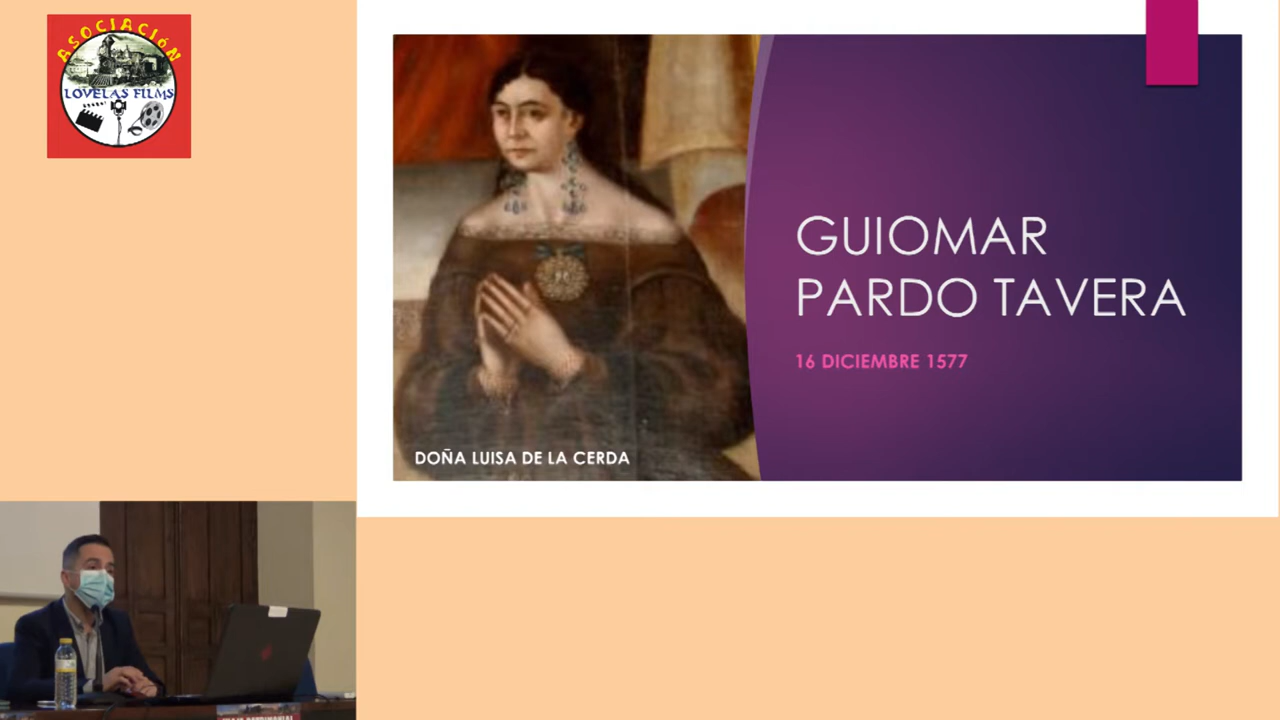 ASOCIACIÓN
LOVELAS FILMS
GUIOMAR
PARDO TAVERA
16 DICIEMBRE 1577
DOÑA LUISA DE LA CERDA